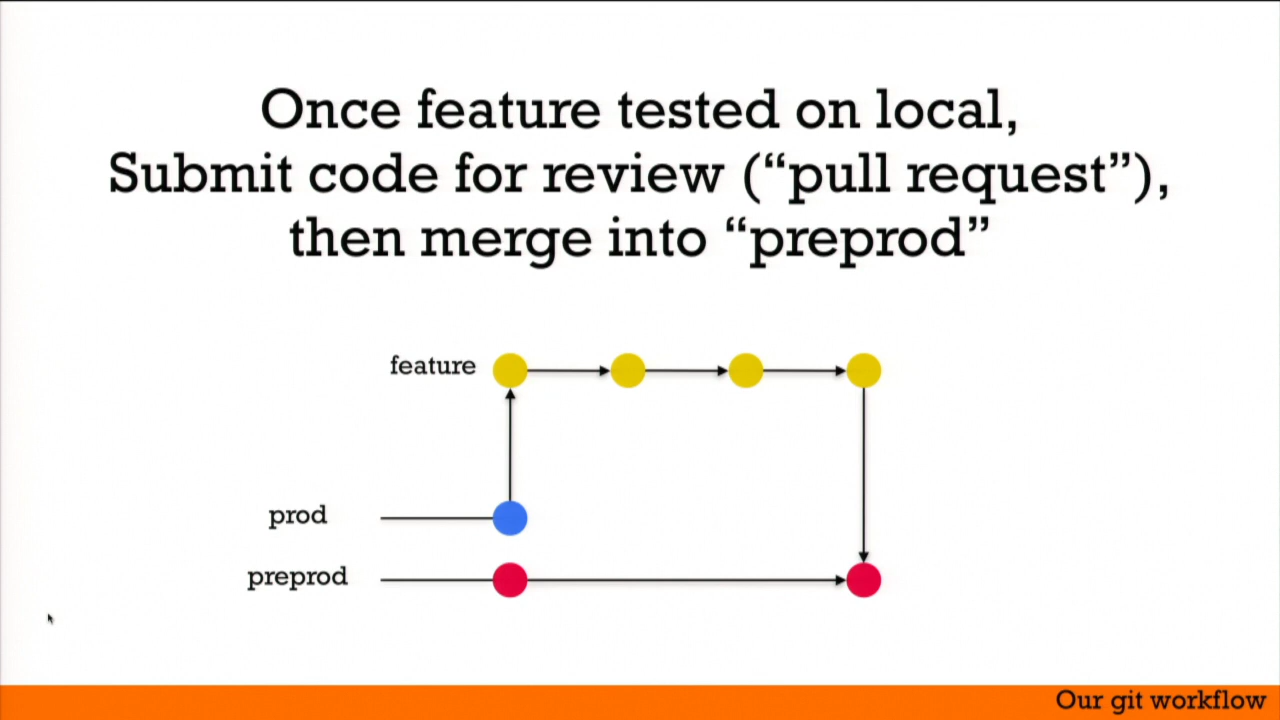 Once feature tested on local,
Submit code for review (“pull request”),
then merge into “preprod”
feature
prod
preprod
Our git workflow